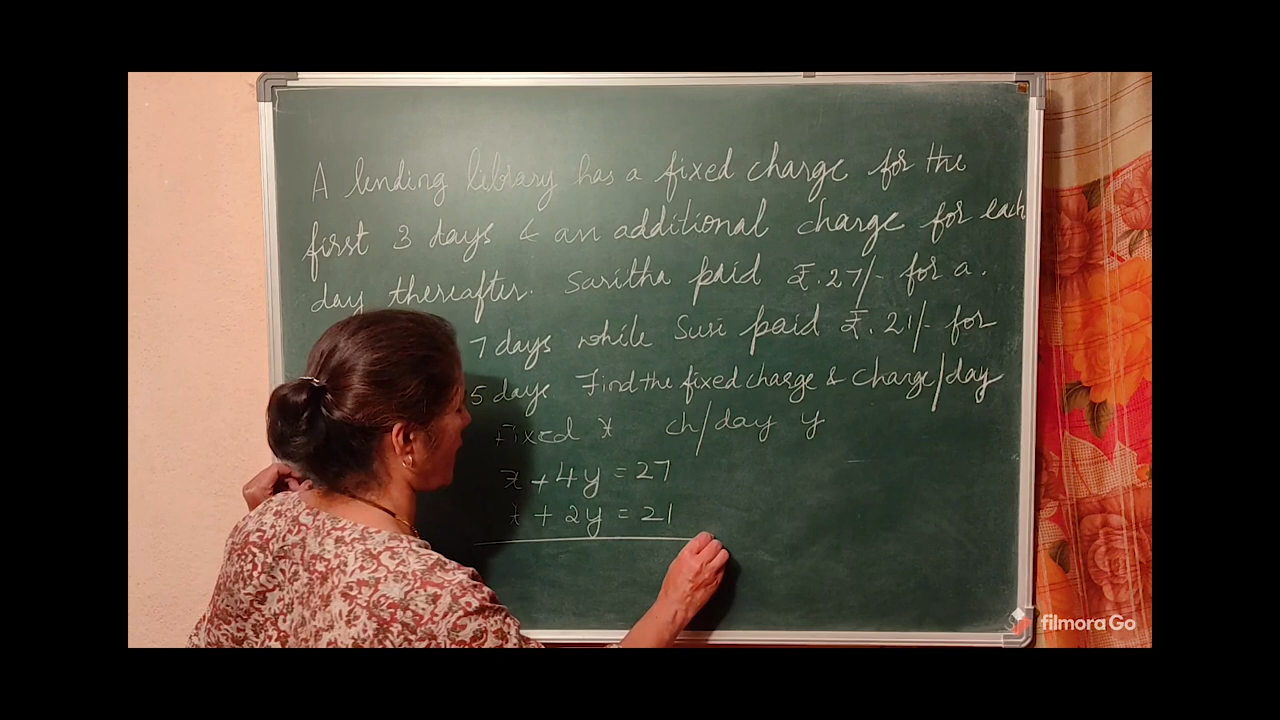 A lending library has a fixed charge for the
first 3 days & an additional charge for each
day thereafter. Saritha paid ₹.27/- for a.
7 days while Susi paid ₹.21/- for
5 days Find the fixed charge & charge/day
Fixed x ch/day y
x + 4y = 27
x + 2y = 21
filmora Go